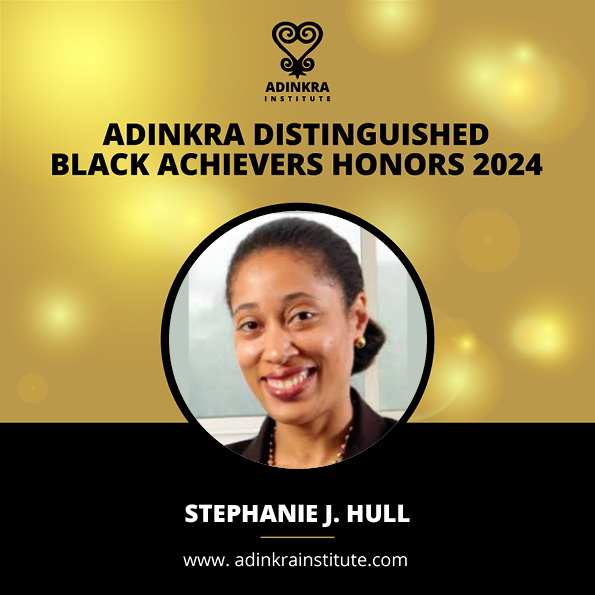 ADINKRA
INSTITUTE
ADINKRA DISTINGUISHED
BLACK ACHIEVERS HONORS 2024
STEPHANIE J. HULL
www. adinkrainstitute.com